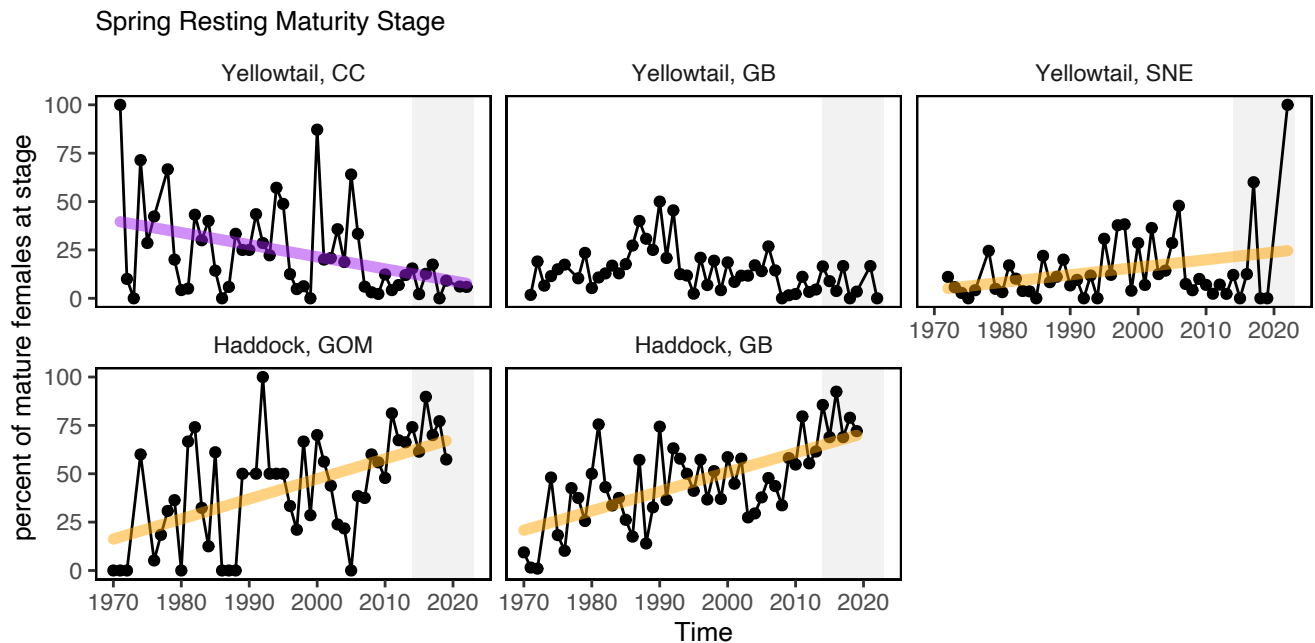 Spring Resting Maturity Stage
Yellowtail, CC
Yellowtail, GB
Yellowtail, SNE
percent of mature females at stage
100
75
50
25
0
1970 1980 1990 2000 2010 2020
Haddock, GOM
Haddock, GB
100
75
50
25
0
1970 1980 1990 2000 2010 2020
1970 1980 1990 2000 2010 2020
Time